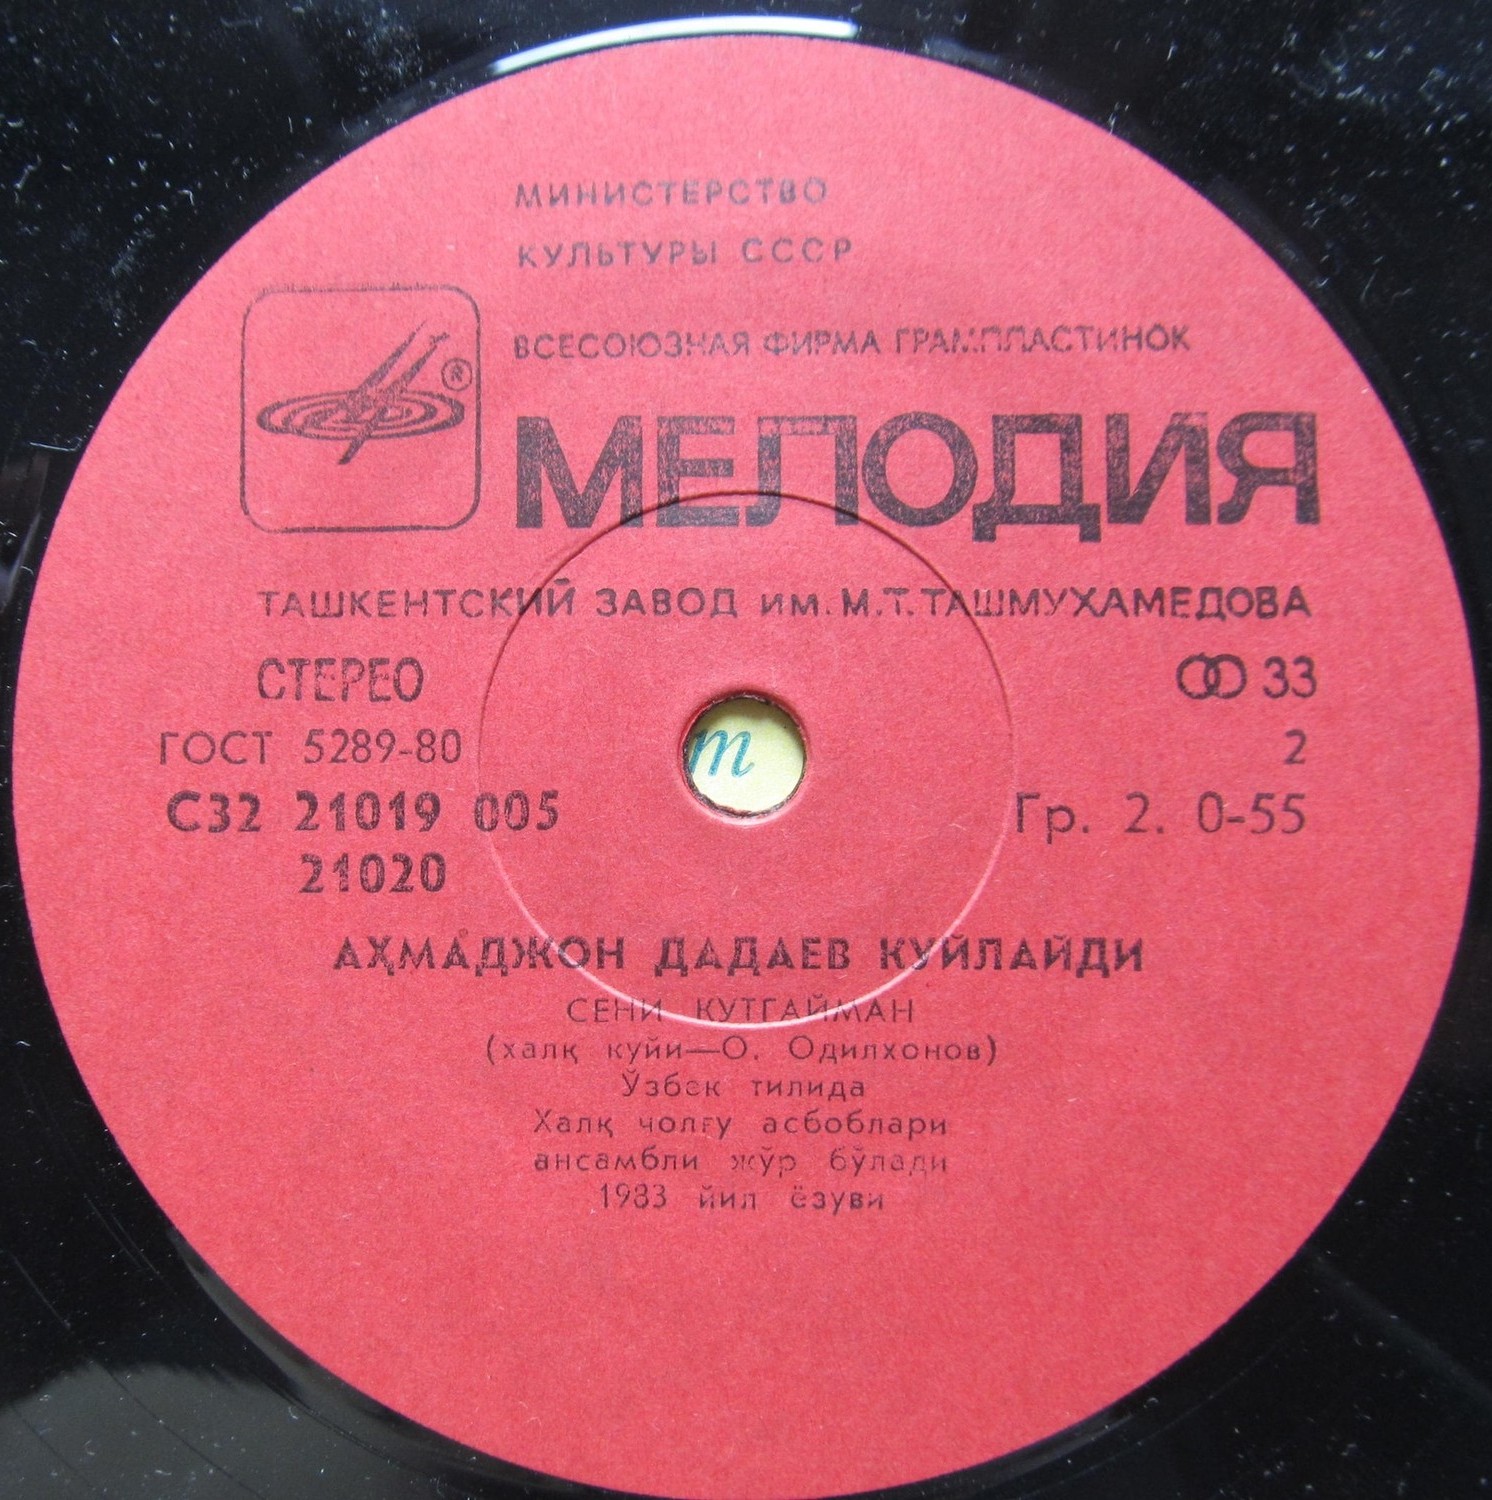 МИНИСТЕРСТВО
КУЛЬТУРЫ СССР
ВСЕСОЮЗНАЯ ФИРМА ГРАМПЛАСТИНОК
®
МЕЛОДИЯ
ТАШКЕНТСКИЙ ЗАВОД ИМ. М.Т. ТАШМУХАМЕДОВА
СТЕРЕО 33
ГОСТ 5289-80 2
С32 21019 005 Гр. 2. 0-55
21020
m
АҲМАДЖОН ДАДАЕВ КУЙЛАЙДИ
СЕНИ КУТГАЙМАН
(халқ куйи—О. Одилхонов)
Ўзбек тилида
Халқ чолғу асбоблари
ансамбли жўр бўлади
1983 йил ёзуви